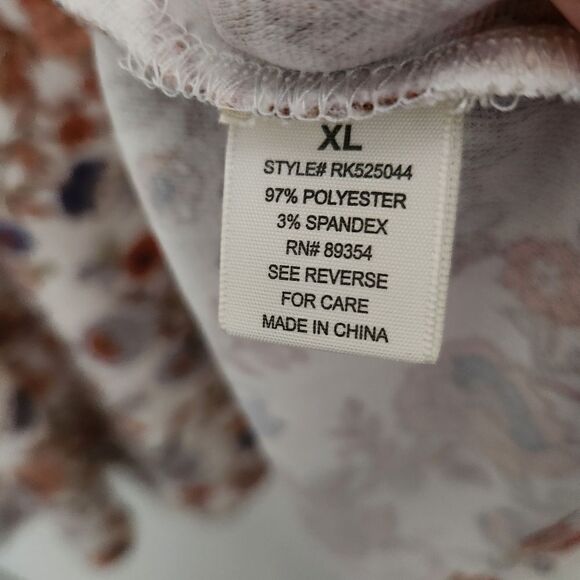 XL
STYLE# RK525044
97% POLYESTER
3% SPANDEX
RN# 89354
SEE REVERSE
FOR CARE
MADE IN CHINA